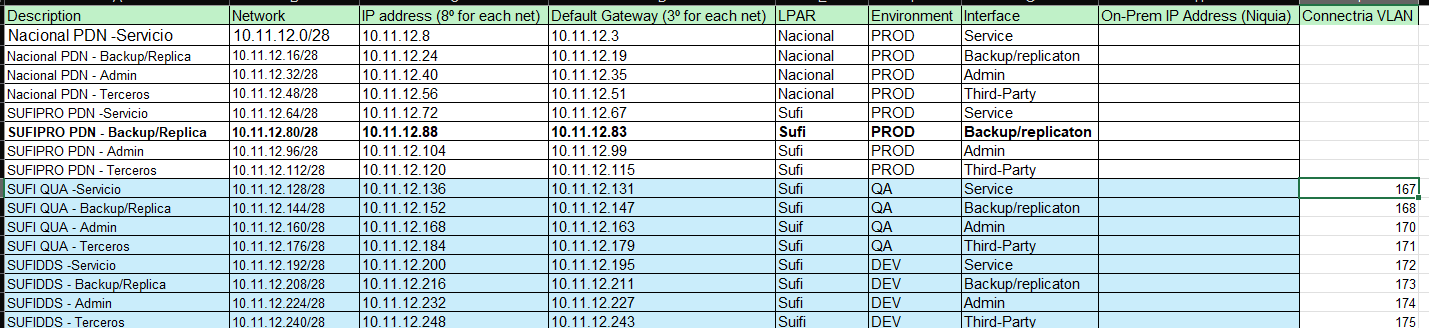 Description Network IP address (8º for each net) Default Gateway (3º for each net) LPAR Environment Interface On-Prem IP Address (Niquia) Connectria VLAN
Nacional PDN -Servicio 10.11.12.0/28 10.11.12.8 10.11.12.3 Nacional PROD Service
Nacional PDN - Backup/Replica 10.11.12.16/28 10.11.12.24 10.11.12.19 Nacional PROD Backup/replicaton
Nacional PDN - Admin 10.11.12.32/28 10.11.12.40 10.11.12.35 Nacional PROD Admin
Nacional PDN - Terceros 10.11.12.48/28 10.11.12.56 10.11.12.51 Nacional PROD Third-Party
SUFIPRO PDN -Servicio 10.11.12.64/28 10.11.12.72 10.11.12.67 Sufi PROD Service
SUFIPRO PDN - Backup/Replica 10.11.12.80/28 10.11.12.88 10.11.12.83 Sufi PROD Backup/replicaton
SUFIPRO PDN - Admin 10.11.12.96/28 10.11.12.104 10.11.12.99 Sufi PROD Admin
SUFIPRO PDN - Terceros 10.11.12.112/28 10.11.12.120 10.11.12.115 Sufi PROD Third-Party
SUFI QUA -Servicio 10.11.12.128/28 10.11.12.136 10.11.12.131 Sufi QA Service 167
SUFI QUA - Backup/Replica 10.11.12.144/28 10.11.12.152 10.11.12.147 Sufi QA Backup/replicaton 168
SUFI QUA - Admin 10.11.12.160/28 10.11.12.168 10.11.12.163 Suif QA Admin 170
SUFI QUA - Terceros 10.11.12.176/28 10.11.12.184 10.11.12.179 Sufi QA Third-Party 171
SUFIDDS -Servicio 10.11.12.192/28 10.11.12.200 10.11.12.195 Sufi DEV Service 172
SUFIDDS - Backup/Replica 10.11.12.208/28 10.11.12.216 10.11.12.211 Sufi DEV Backup/replicaton 173
SUFIDDS - Admin 10.11.12.224/28 10.11.12.232 10.11.12.227 Sufi DEV Admin 174
SUFIDDS - Terceros 10.11.12.240/28 10.11.12.248 10.11.12.243 Suifi DEV Third-Party 175